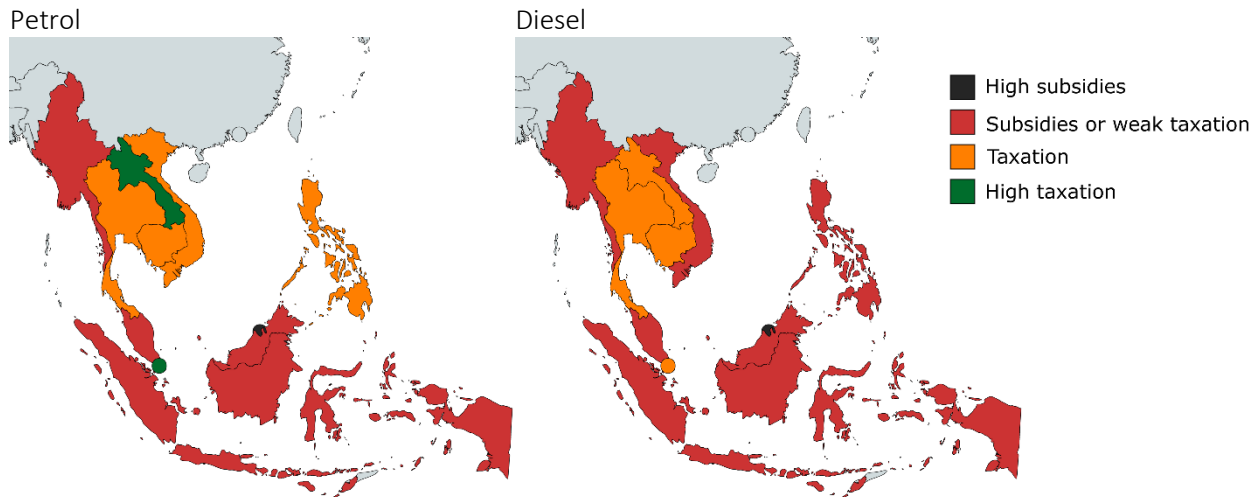 Petrol
Diesel
High subsidies
Subsidies or weak taxation
Taxation
High taxation